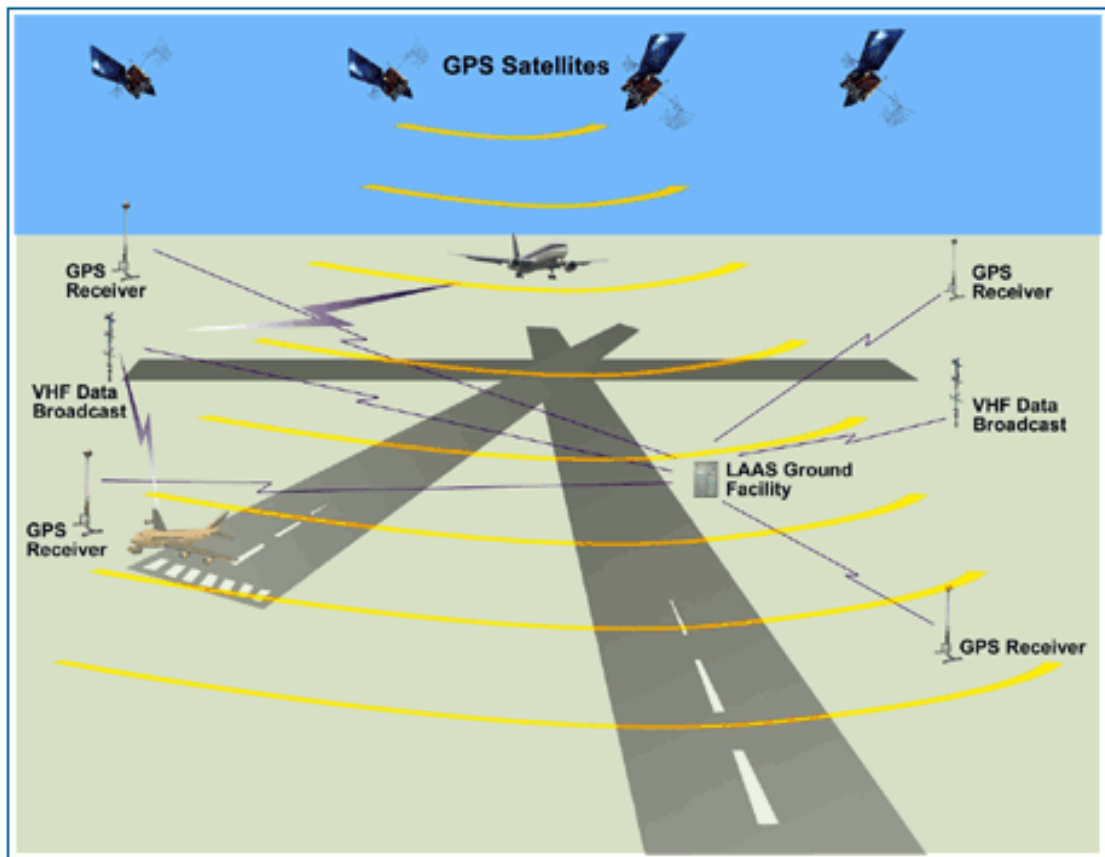 GPS Satellites
GPS
Receiver
GPS
Receiver
VHF Data
Broadcast
VHF Data
Broadcast
LAAS Ground
Facility
GPS
Receiver
GPS Receiver